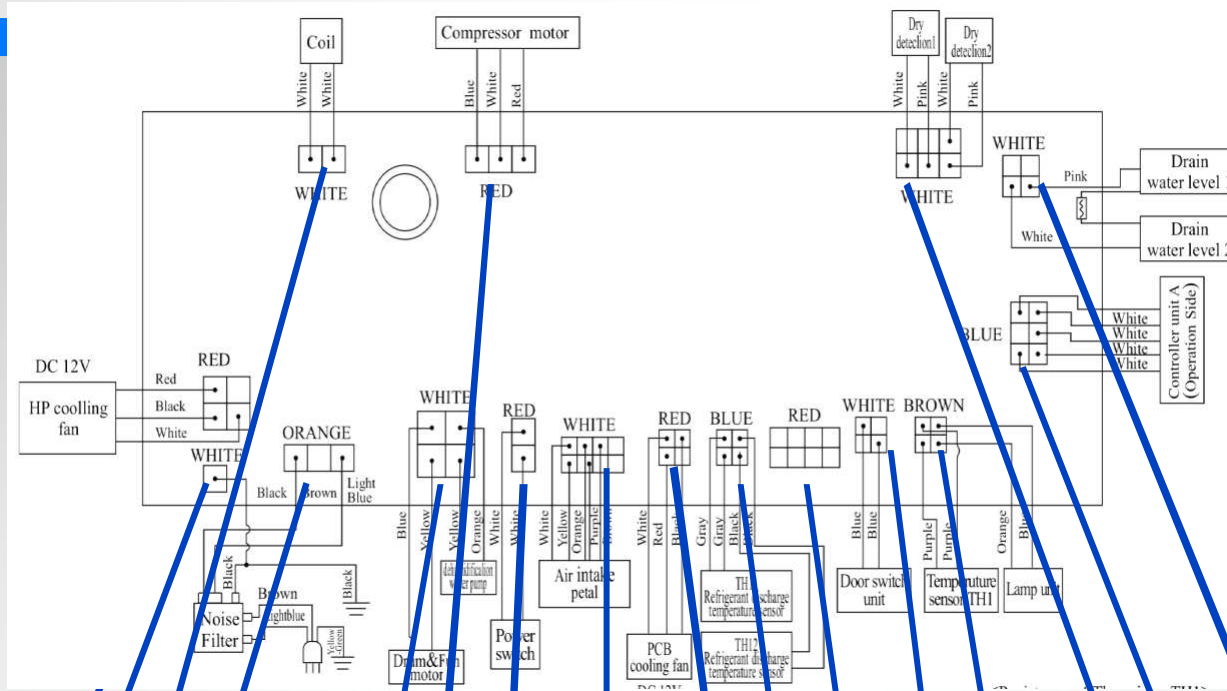 Coil
Compressor motor
Dry
detection1
Dry
detection2
White
White
Blue
White
Red
White
Pink
White
Pink
WHITE
RED
WHITE
WHITE
Pink
White
Drain
water level
Drain
water level 2
BLUE
White
White
White
White
Controller unit A
(Operation Side)
DC 12V
HP coolling
fan
Red
Black
White
RED
WHITE
ORANGE
Black
Brown
Light
Blue
WHITE
RED
WHITE
RED
BLUE
RED
WHITE
BROWN
Blue
Yellow
Yellow
Orange
White
White
White
Yellow
Orange
Purple
Brown
White
Red
Black
Gray
Gray
Black
Black
Blue
Blue
Purple
Purple
Orange
Blue
Black
Brown
Lightblue
Black
Yellow
-Green
Noise
Filter
dehumidification
water pump
Drum&Fan
motor
Power
switch
Air intake
petal
PCB
cooling fan
DC 12V
Refrigerant discharge
temperature sensor
TH12
Refrigerant discharge
temperature sensor
Door switch
unit
Temperuture
sensor TH1
Lamp unit